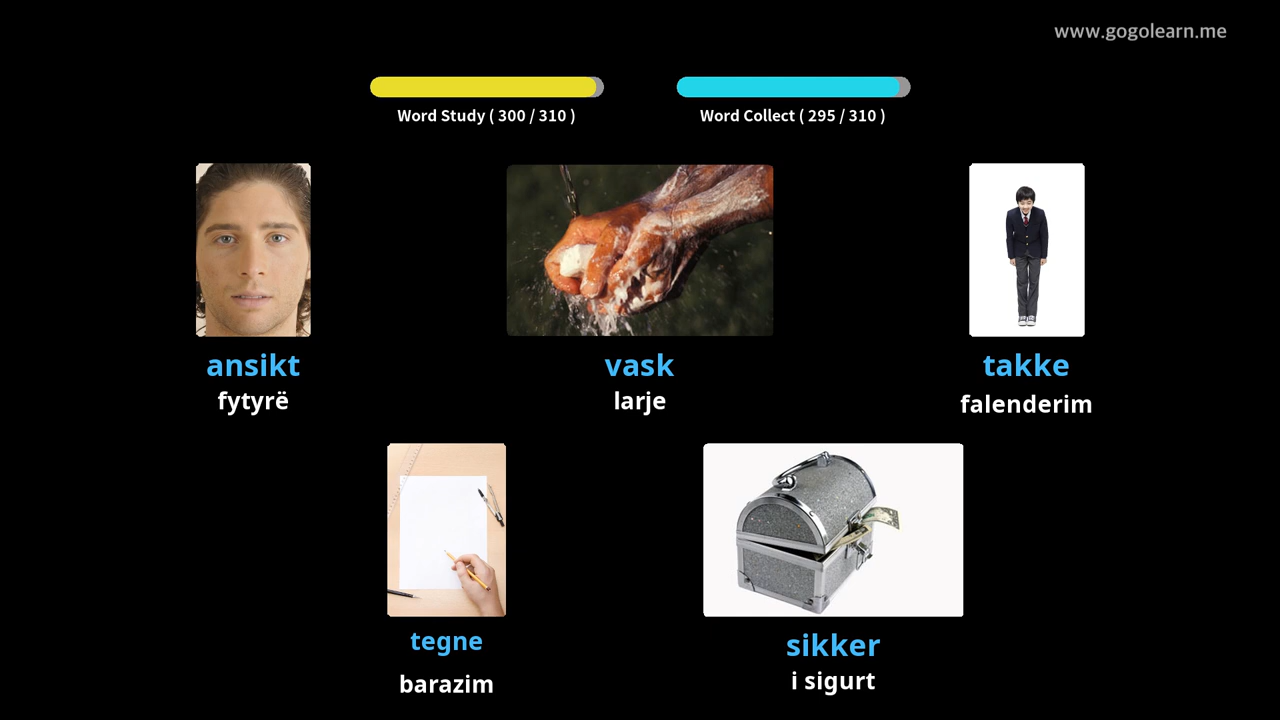 www.gogolearn.me
Word Study ( 300 / 310 )
Word Collect ( 295 / 310 )
ansikt
fytyrë
vask
larje
takke
falenderim
tegne
barazim
sikker
i sigurt